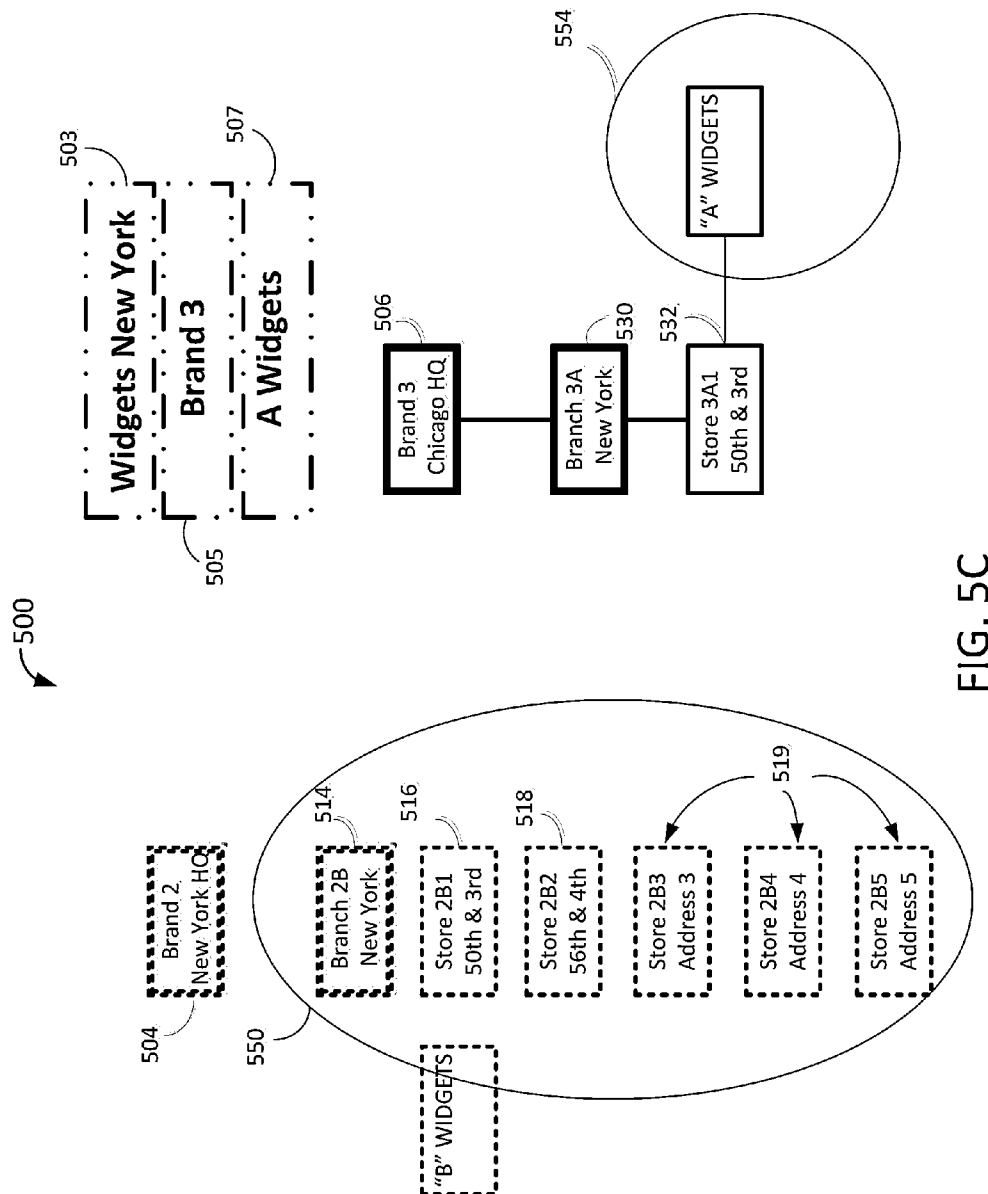 500
Widgets New York
503
Brand 3
505
A Widgets
507
Brand 2
New York HQ
504
550
Branch 2B
New York
514
"B" WIDGETS
Store 2B1
50th & 3rd
516
Store 2B2
56th & 4th
518
Store 2B3
Address 3
519
Store 2B4
Address 4
Store 2B5
Address 5
Brand 3
Chicago HQ
506
Branch 3A
New York
530
Store 3A1
50th & 3rd
532
"A" WIDGETS
554
FIG. 5C